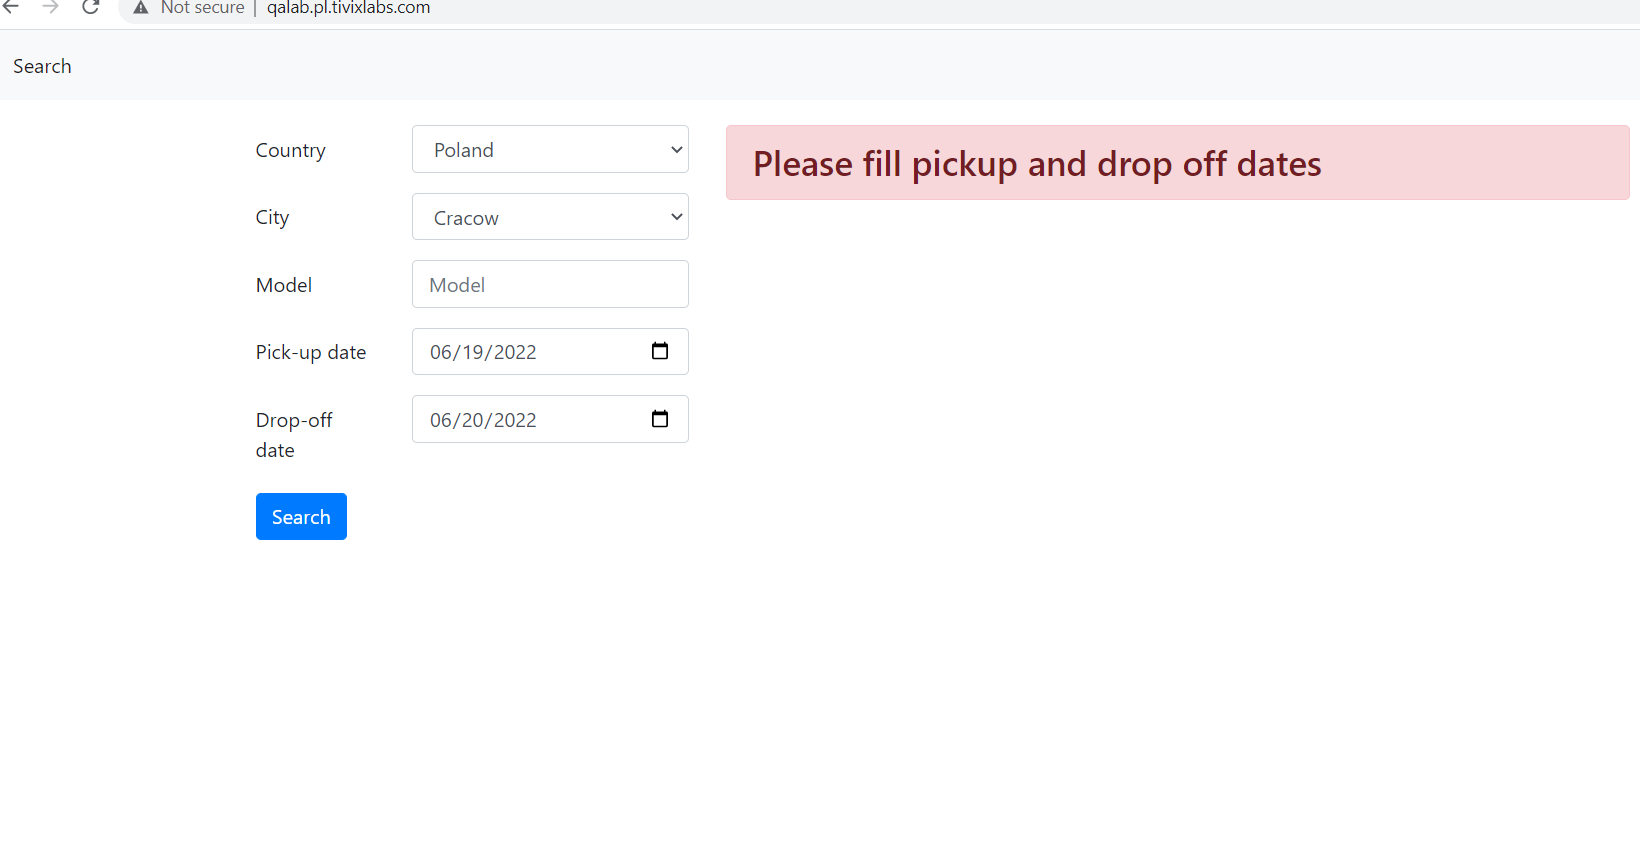 Not secure | qalab.pl.tivixlabs.com
Search
Country
Poland
Please fill pickup and drop off dates
City
Cracow
Model
Model
Pick-up date
06/19/2022
Drop-off
date
06/20/2022
Search